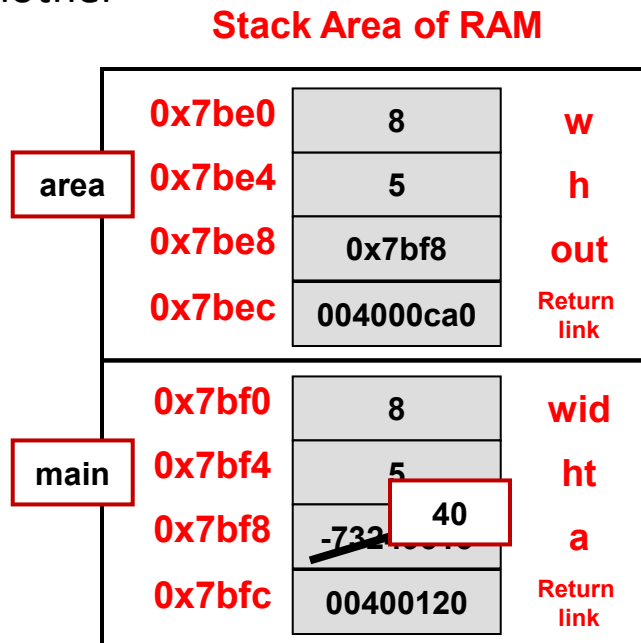 Stack Area of RAM
area
0x7be0 8 w
0x7be4 5 h
0x7be8 0x7bf8 out
0x7bec 004000ca0 Return link
main
0x7bf0 8 wid
0x7bf4 5 ht
0x7bf8 40 a
0x7bfc 00400120 Return link